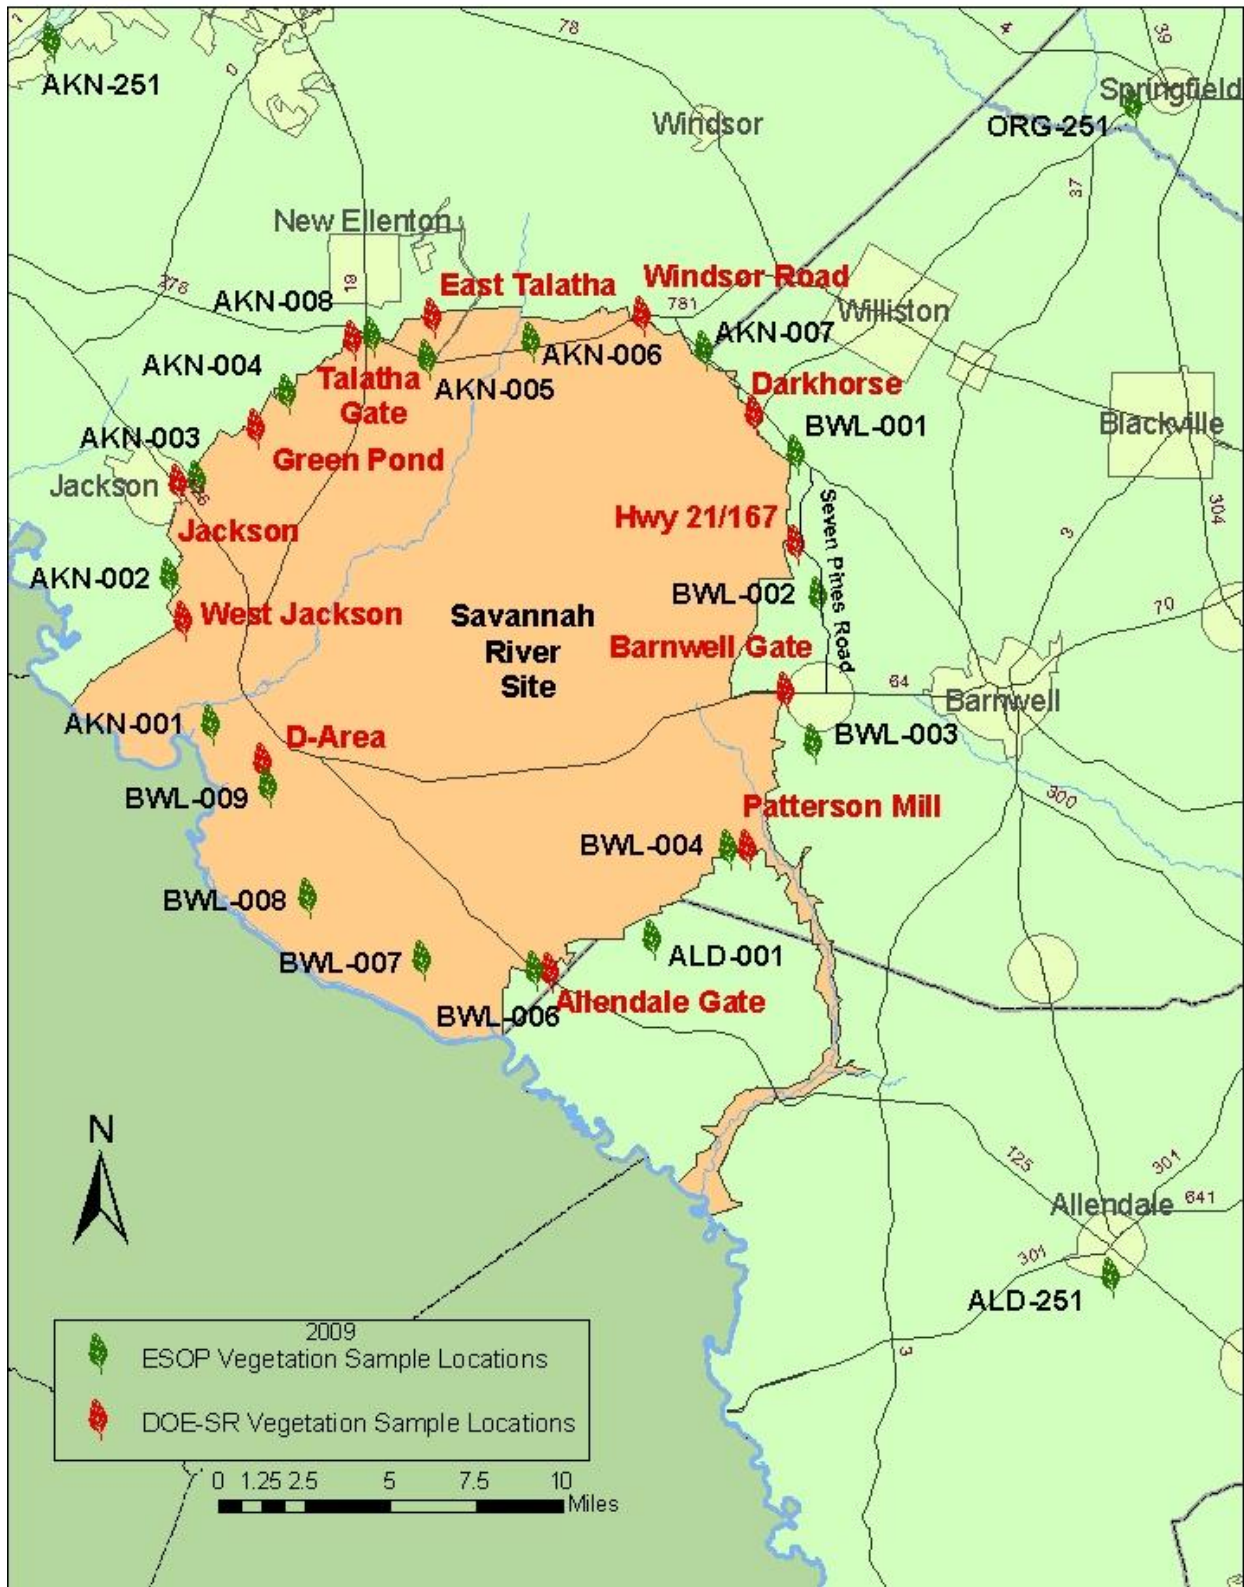 78
4
39
AKN-251
0
Springfield
Windsor
ORG-251
37
New Ellenton
278
19
East Talatha
Windsor Road
AKN-008
781
Williston
AKN-007
AKN-004
AKN-006
Talatha
Gate
AKN-005
Darkhorse
BWL-001
Blackville
AKN-003
Green Pond
Jackson
Jackson
Seven Pines Road
Hwy 21/167
304
3
AKN-002
BWL-002
West Jackson
70
Savannah
River
Site
Barnwell Gate
64
Barnwell
AKN-001
D-Area
BWL-003
BWL-009
300
Patterson Mill
BWL-004
BWL-008
BWL-007
ALD-001
BWL-006
Allendale Gate
N
125
301
641
Allendale
301
ALD-251
3
2009
ESOP Vegetation Sample Locations
DOE-SR Vegetation Sample Locations
0 1.25 2.5 5 7.5 10
Miles